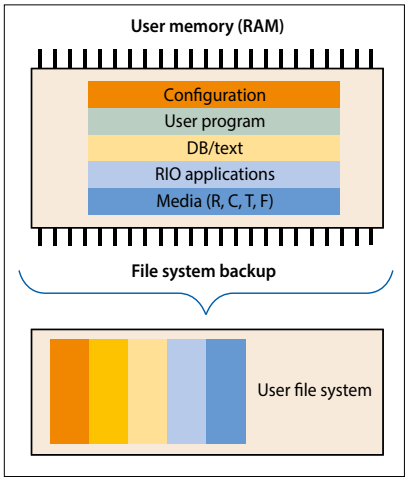 User memory (RAM)
Configuration
User program
DB/text
RIO applications
Media (R, C, T, F)
File system backup
User file system